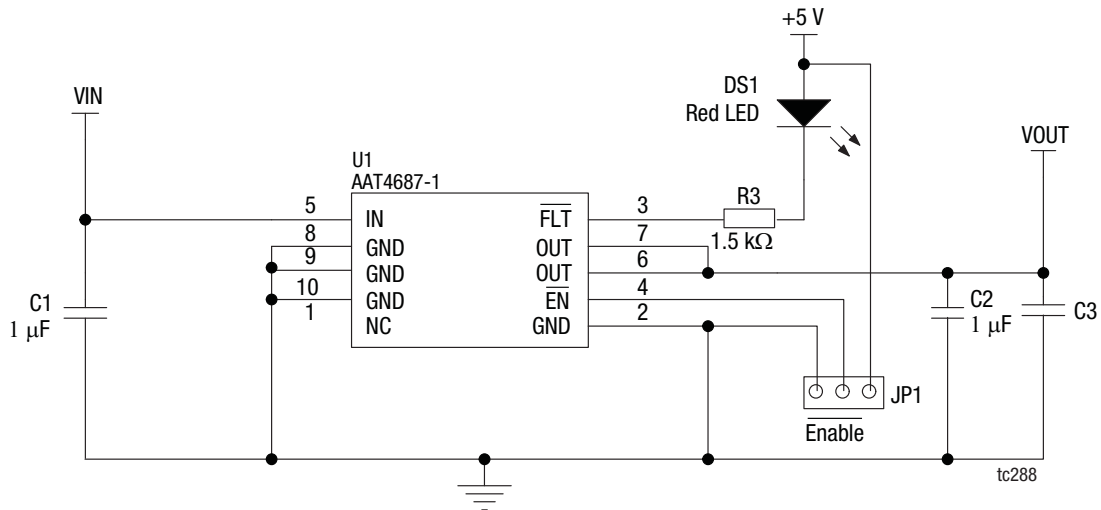 +5 V
DS1
Red LED
VIN
VOUT
U1
AAT4687-1
R3
1.5 kΩ
5 IN
FLT 3
8 GND
OUT 7
9 GND
OUT 6
10 GND
EN 4
1 NC
GND 2
C1
1 μF
C2
1 μF
C3
JP1
Enable
tc288